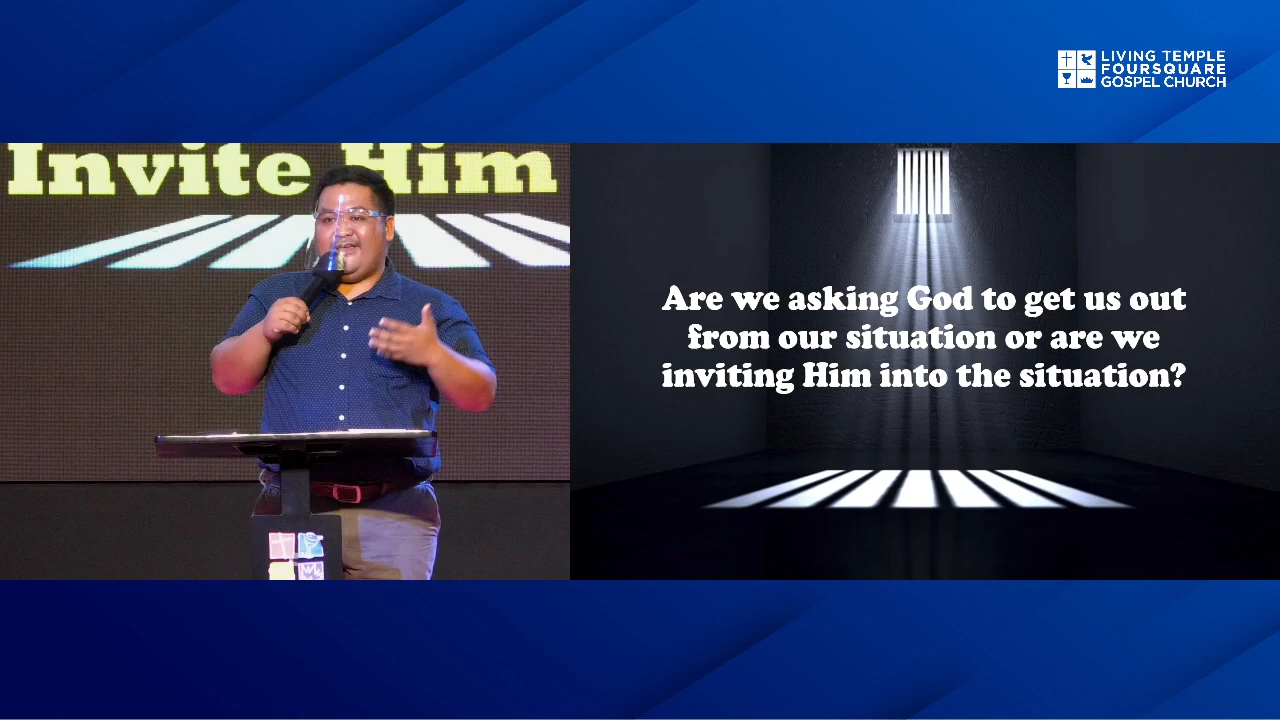 LIVING TEMPLE
FOURSQUARE
GOSPEL CHURCH
Invite Him
Are we asking God to get us out
from our situation or are we
inviting Him into the situation?